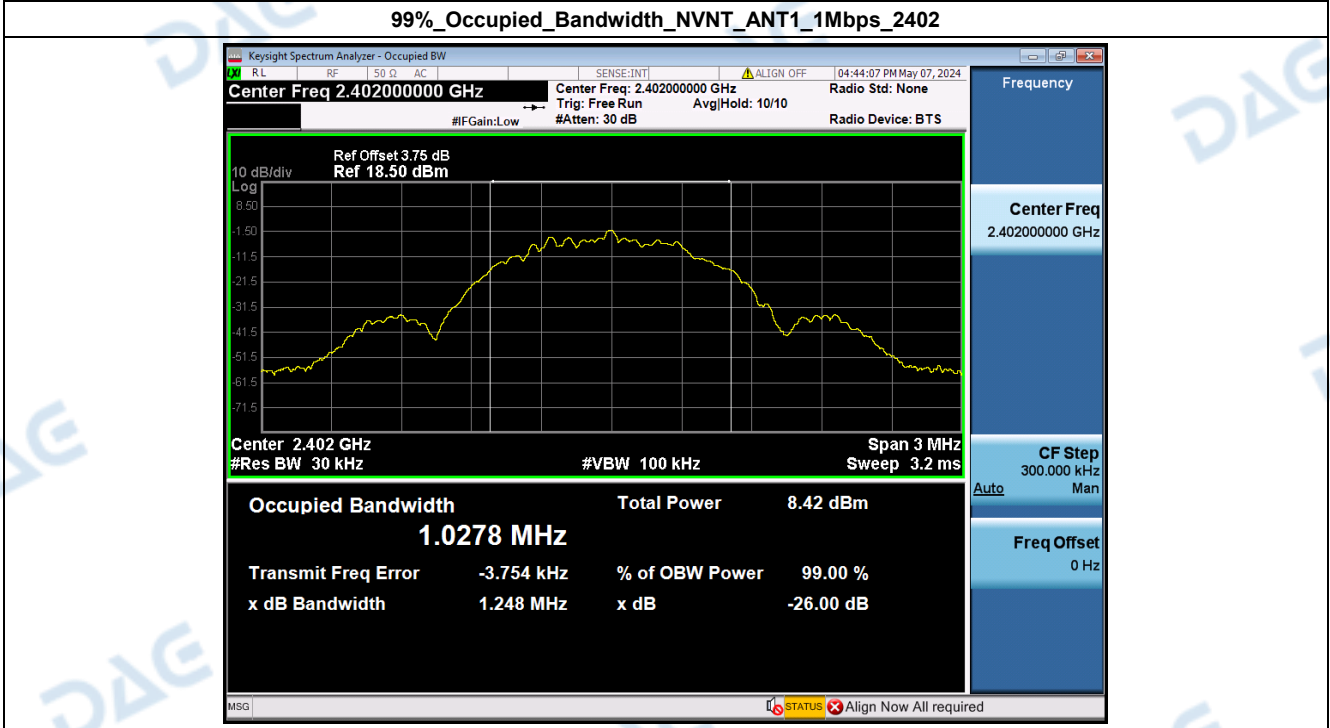 99%_Occupied_Bandwidth_NVNT_ANT1_1Mbps_2402
Keysight Spectrum Analyzer - Occupied BW
LXI RL RF 50 Ω AC SENSE:INT ALIGN OFF 04:44:07 PM May 07, 2024
Center Freq 2.402000000 GHz
Center Freq: 2.402000000 GHz Radio Std: None
Trig: Free Run Avg|Hold: 10/10
#IFGain:Low #Atten: 30 dB Radio Device: BTS
Frequency
Ref Offset 3.75 dB
10 dB/div Ref 18.50 dBm
Log
8.50
-1.50
-11.5
-21.5
-31.5
-41.5
-51.5
-61.5
-71.5
Center 2.402 GHz Span 3 MHz
#Res BW 30 kHz #VBW 100 kHz Sweep 3.2 ms
Center Freq
2.402000000 GHz
CF Step
300.000 kHz
Auto Man
Freq Offset
0 Hz
Occupied Bandwidth Total Power 8.42 dBm
1.0278 MHz
Transmit Freq Error -3.754 kHz % of OBW Power 99.00 %
x dB Bandwidth 1.248 MHz x dB -26.00 dB
MSG STATUS Align Now All required
DAE
DAE
DAE